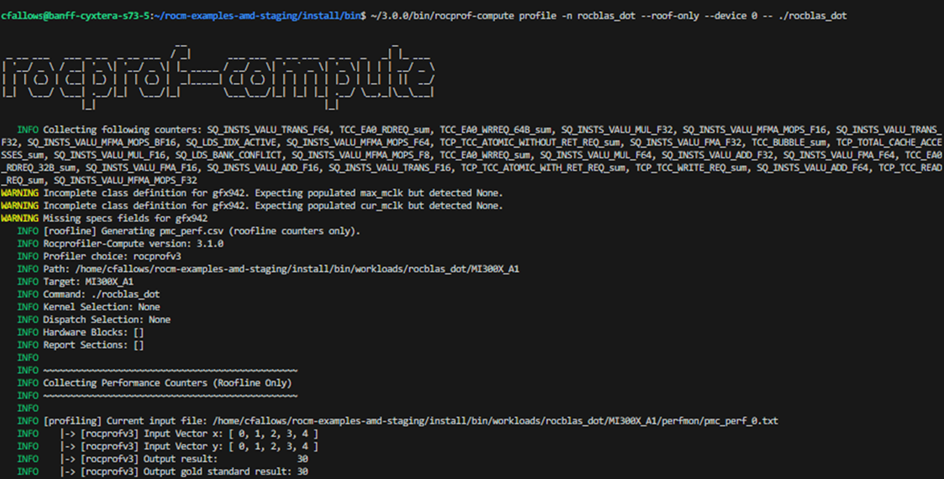 cfallows@banff-cyxtera-s73-5:~/rocm-examples-amd-staging/install/bin$ ~/3.0.0/bin/rocprof-compute profile -n rocblas_dot --roof-only --device 0 -- ./rocblas_dot
rocprof-compute
INFO Collecting following counters: SQ_INSTS_VALU_TRANS_F64, TCC_EA0_RDREQ_sum, TCC_EA0_WRREQ_64B_sum, SQ_INSTS_VALU_MUL_F32, SQ_INSTS_VALU_MFMA_MOPS_F16, SQ_INSTS_VALU_TRANS_
F32, SQ_INSTS_VALU_MFMA_MOPS_BF16, SQ_LDS_IDX_ACTIVE, SQ_INSTS_VALU_MFMA_MOPS_F64, TCP_TCC_ATOMIC_WITHOUT_RET_REQ_sum, SQ_INSTS_VALU_FMA_F32, TCC_BUBBLE_sum, TCP_TOTAL_CACHE_ACCE
SSES_sum, SQ_INSTS_VALU_MUL_F16, SQ_LDS_BANK_CONFLICT, SQ_INSTS_VALU_MFMA_MOPS_F8, TCC_EA0_WRREQ_sum, SQ_INSTS_VALU_MUL_F64, SQ_INSTS_VALU_ADD_F32, SQ_INSTS_VALU_FMA_F64, TCC_EA0
_RDREQ_32B_sum, SQ_INSTS_VALU_FMA_F16, SQ_INSTS_VALU_ADD_F16, SQ_INSTS_VALU_TRANS_F16, TCP_TCC_ATOMIC_WITH_RET_REQ_sum, SQ_INSTS_VALU_ADD_F64, TCP_TCC_WRITE_REQ_sum, TCP_TCC_READ
_REQ_sum, SQ_INSTS_VALU_MFMA_MOPS_F32
WARNING Incomplete class definition for gfx942. Expecting populated max_mclk but detected None.
WARNING Incomplete class definition for gfx942. Expecting populated cur_mclk but detected None.
WARNING Missing specs fields for gfx942
INFO [roofline] Generating pmc_perf.csv (roofline counters only).
INFO Rocprofiler-Compute version: 3.1.0
INFO Profiler choice: rocprofv3
INFO Path: /home/cfallows/rocm-examples-amd-staging/install/bin/workloads/rocblas_dot/MI300X_A1
INFO Target: MI300X_A1
INFO Command: ./rocblas_dot
INFO Kernel Selection: None
INFO Dispatch Selection: None
INFO Hardware Blocks: []
INFO Report Sections: []
INFO
INFO ~~~~~~~~~~~~~~~~~~~~~~~~~~~~~~~~~~~~~~~~~~~~~~~~
INFO Collecting Performance Counters (Roofline Only)
INFO ~~~~~~~~~~~~~~~~~~~~~~~~~~~~~~~~~~~~~~~~~~~~~~~~
INFO
INFO [profiling] Current input file: /home/cfallows/rocm-examples-amd-staging/install/bin/workloads/rocblas_dot/MI300X_A1/perfmon/pmc_perf_0.txt
INFO |-> [rocprofv3] Input Vector x: [ 0, 1, 2, 3, 4 ]
INFO |-> [rocprofv3] Input Vector y: [ 0, 1, 2, 3, 4 ]
INFO |-> [rocprofv3] Output result: 30
INFO |-> [rocprofv3] Output gold standard result: 30